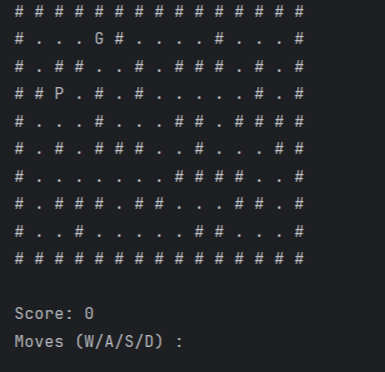 # # # # # # # # # # # # # # #
# . . . G # . . . . # . . . #
# . # # . . # . # # # . # . #
# # P . # . # . . . . . # . #
# . . . # . . . # # . # # # #
# . # . # # # . . # . . . # #
# . . . . . . . # # # # . . #
# . # # # . # # . . . # # . #
# . . # . . . . . # # . . . #
# # # # # # # # # # # # # # #
Score: 0
Moves (W/A/S/D) :